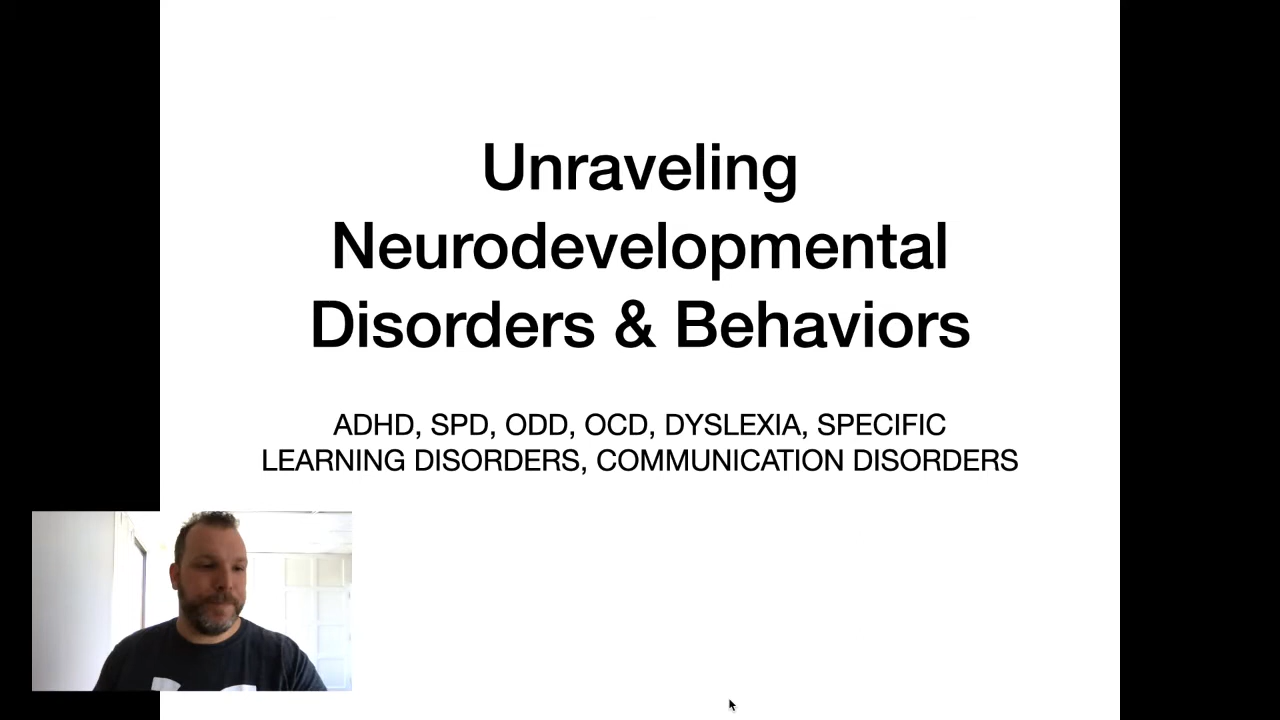 Unraveling
Neurodevelopmental
Disorders & Behaviors
ADHD, SPD, ODD, OCD, DYSLEXIA, SPECIFIC
LEARNING DISORDERS, COMMUNICATION DISORDERS